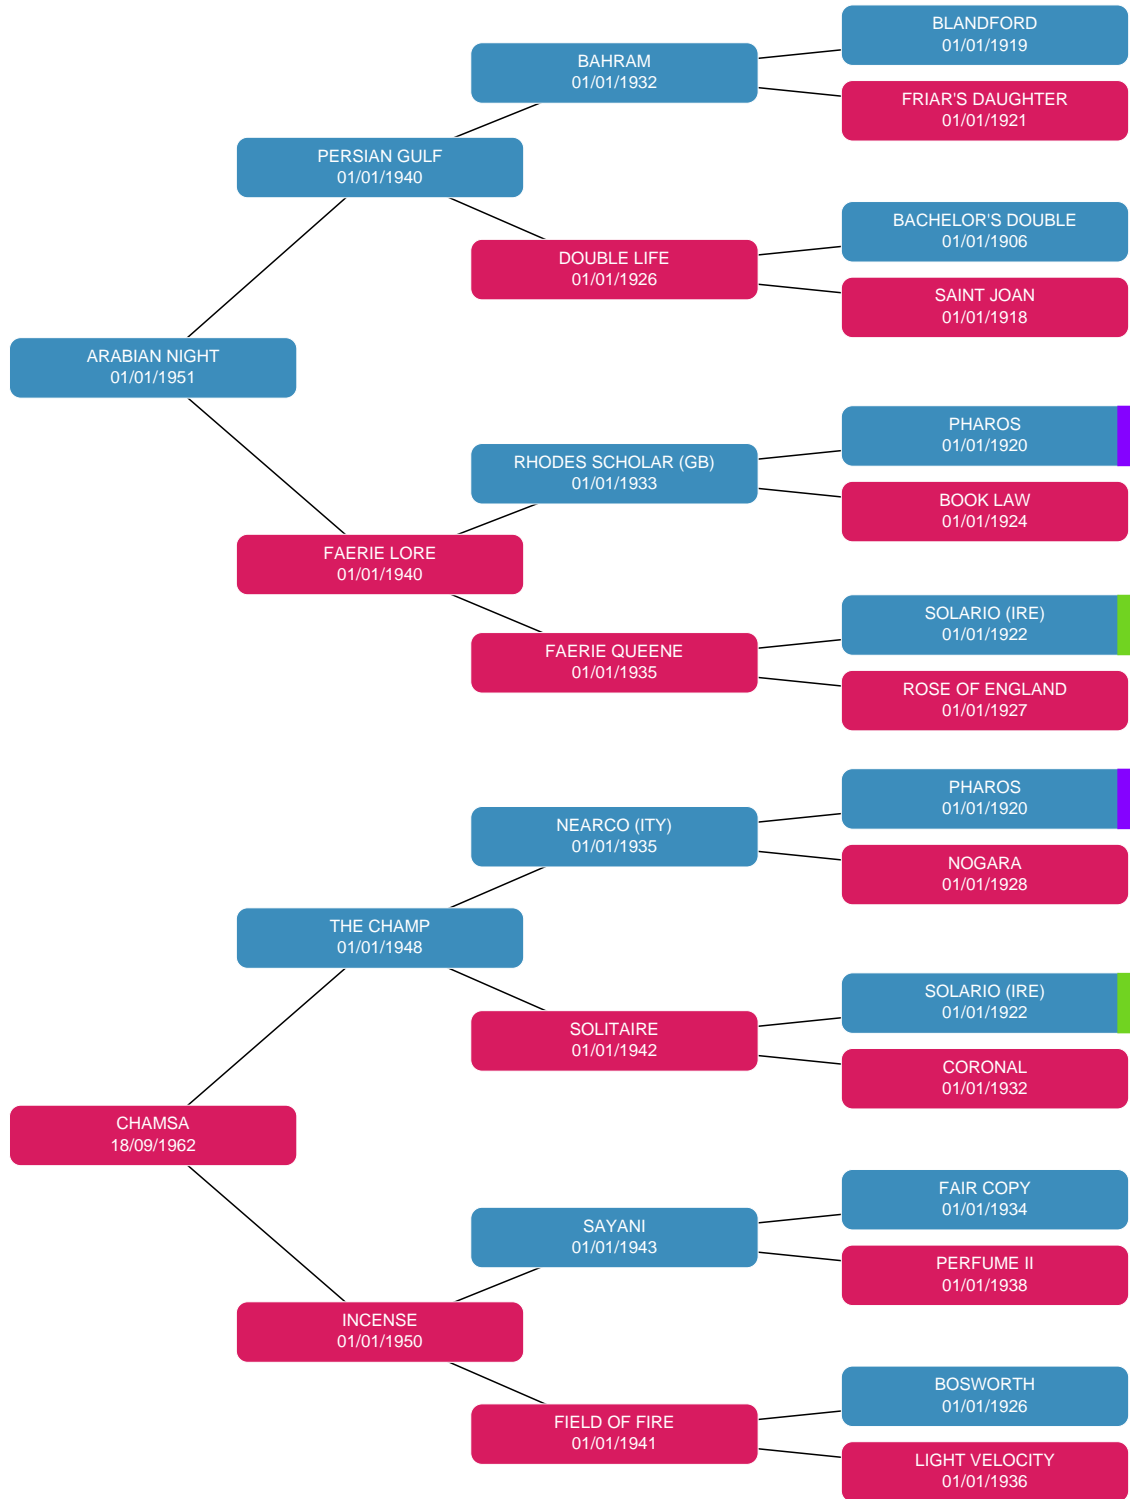 BLANDFORD
01/01/1919
BAHRAM
01/01/1932
FRIAR'S DAUGHTER
01/01/1921
PERSIAN GULF
01/01/1940
BACHELOR'S DOUBLE
01/01/1906
DOUBLE LIFE
01/01/1926
SAINT JOAN
01/01/1918
ARABIAN NIGHT
01/01/1951
PHAROS
01/01/1920
RHODES SCHOLAR (GB)
01/01/1933
BOOK LAW
01/01/1924
FAERIE LORE
01/01/1940
SOLARIO (IRE)
01/01/1922
FAERIE QUEENE
01/01/1935
ROSE OF ENGLAND
01/01/1927
PHAROS
01/01/1920
NEARCO (ITY)
01/01/1935
NOGARA
01/01/1928
THE CHAMP
01/01/1948
SOLARIO (IRE)
01/01/1922
SOLITAIRE
01/01/1942
CORONAL
01/01/1932
CHAMSA
18/09/1962
FAIR COPY
01/01/1934
SAYANI
01/01/1943
PERFUME II
01/01/1938
INCENSE
01/01/1950
BOSWORTH
01/01/1926
FIELD OF FIRE
01/01/1941
LIGHT VELOCITY
01/01/1936